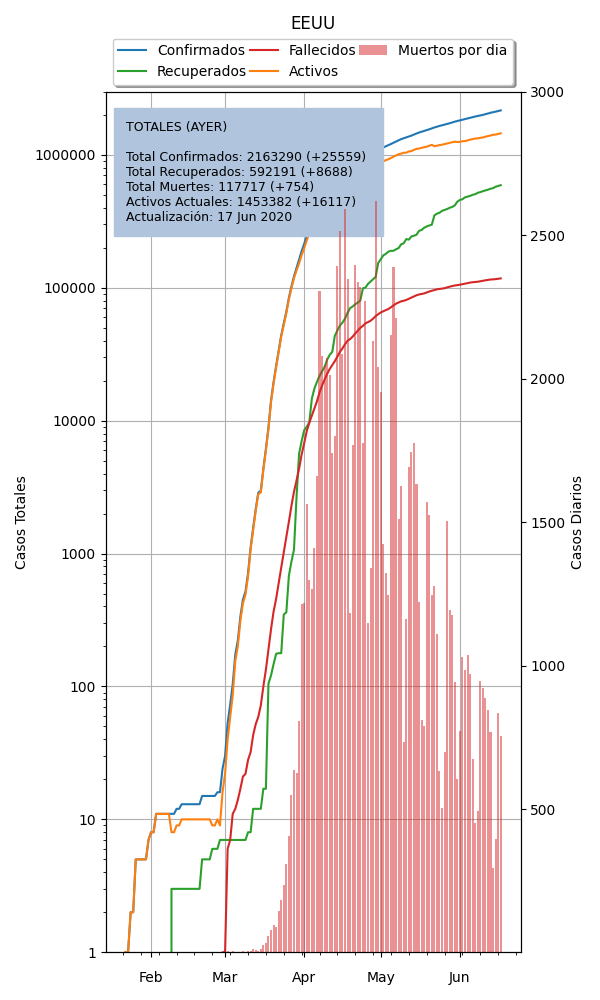 EEUU
Confirmados
Recuperados
Fallecidos
Activos
Muertos por dia
TOTALES (AYER)
Total Confirmados: 2163290 (+25559)
Total Recuperados: 592191 (+8688)
Total Muertes: 117717 (+754)
Activos Actuales: 1453382 (+16117)
Actualización: 17 Jun 2020
Casos Totales
1000000
100000
10000
1000
100
10
1
Casos Diarios
3000
2500
2000
1500
1000
500
Feb
Mar
Apr
May
Jun